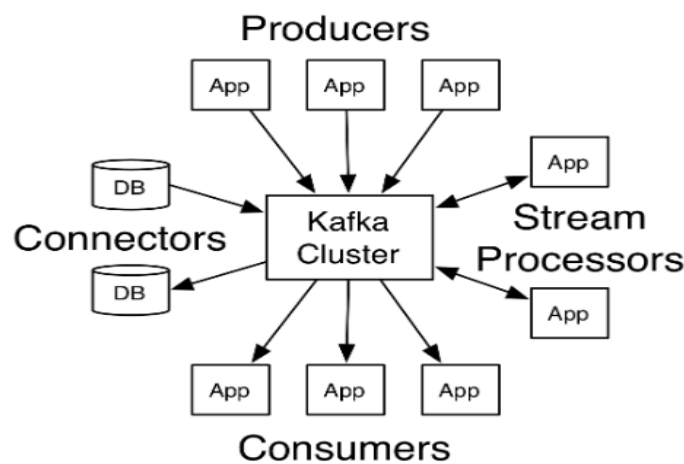 Producers
App
App
App
DB
App
Kafka
Cluster
Connectors
Stream
Processors
DB
App
App
App
App
Consumers